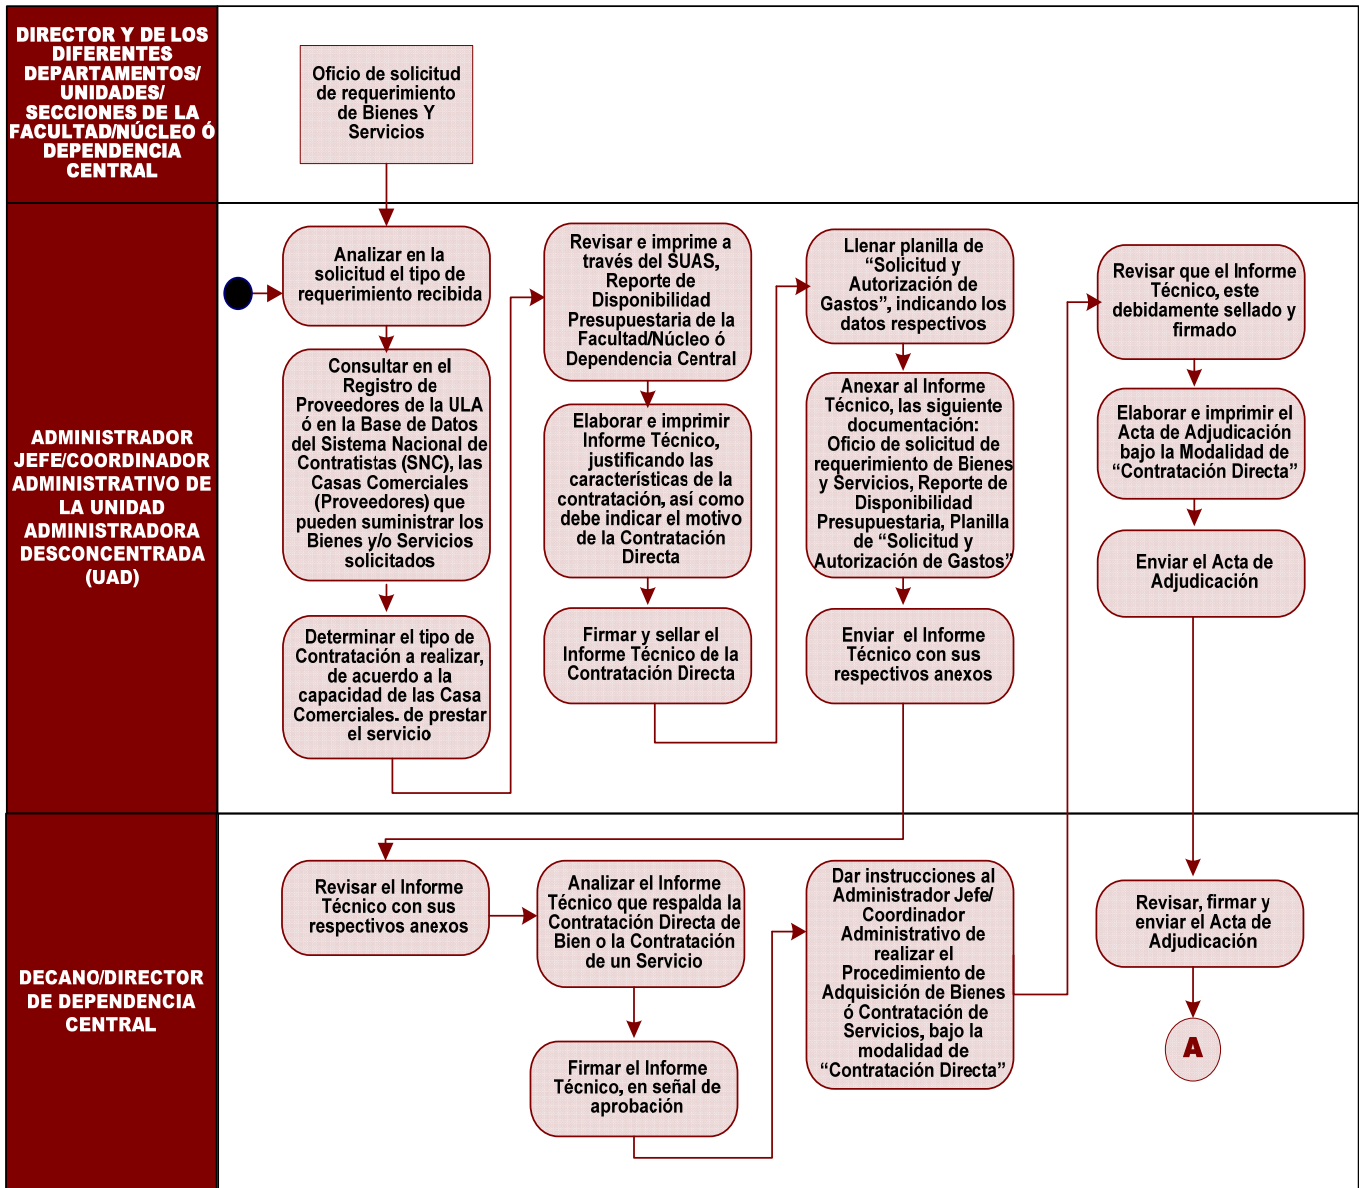 DIRECTOR Y DE LOS
DIFERENTES
DEPARTAMENTOS/
UNIDADES/
SECCIONES DE LA
FACULTAD/NÚCLEO Ó
DEPENDENCIA
CENTRAL
Oficio de solicitud
de requerimiento
de Bienes Y
Servicios
ADMINISTRADOR
JEFE/COORDINADOR
ADMINISTRATIVO DE
LA UNIDAD
ADMINISTRADORA
DESCONCENTRADA
(UAD)
Analizar en la
solicitud el tipo de
requerimiento recibida
Consultar en el
Registro de
Proveedores de la ULA
ó en la Base de Datos
del Sistema Nacional de
Contratistas (SNC), las
Casas Comerciales
(Proveedores) que
pueden suministrar los
Bienes y/o Servicios
solicitados
Determinar el tipo de
Contratación a realizar,
de acuerdo a la
capacidad de las Casa
Comerciales. de prestar
el servicio
Revisar e imprime a
través del SUAS,
Reporte de
Disponibilidad
Presupuestaria de la
Facultad/Núcleo ó
Dependencia Central
Elaborar e imprimir
Informe Técnico,
justificando las
características de la
contratación, así como
debe indicar el motivo
de la Contratación
Directa
Firmar y sellar el
Informe Técnico de la
Contratación Directa
Llenar planilla de
“Solicitud y
Autorización de
Gastos”, indicando los
datos respectivos
Anexar al Informe
Técnico, las siguiente
documentación:
Oficio de solicitud de
requerimiento de Bienes
y Servicios, Reporte de
Disponibilidad
Presupuestaria, Planilla
de “Solicitud y
Autorización de Gastos”
Enviar el Informe
Técnico con sus
respectivos anexos
Revisar que el Informe
Técnico, este
debidamente sellado y
firmado
Elaborar e imprimir el
Acta de Adjudicación
bajo la Modalidad de
“Contratación Directa”
Enviar el Acta de
Adjudicación
DECANO/DIRECTOR
DE DEPENDENCIA
CENTRAL
Revisar el Informe
Técnico con sus
respectivos anexos
Analizar el Informe
Técnico que respalda la
Contratación Directa de
Bien o la Contratación
de un Servicio
Firmar el Informe
Técnico, en señal de
aprobación
Dar instrucciones al
Administrador Jefe/
Coordinador
Administrativo de
realizar el
Procedimiento de
Adquisición de Bienes
ó Contratación de
Servicios, bajo la
modalidad de
“Contratación Directa”
Revisar, firmar y
enviar el Acta de
Adjudicación
A